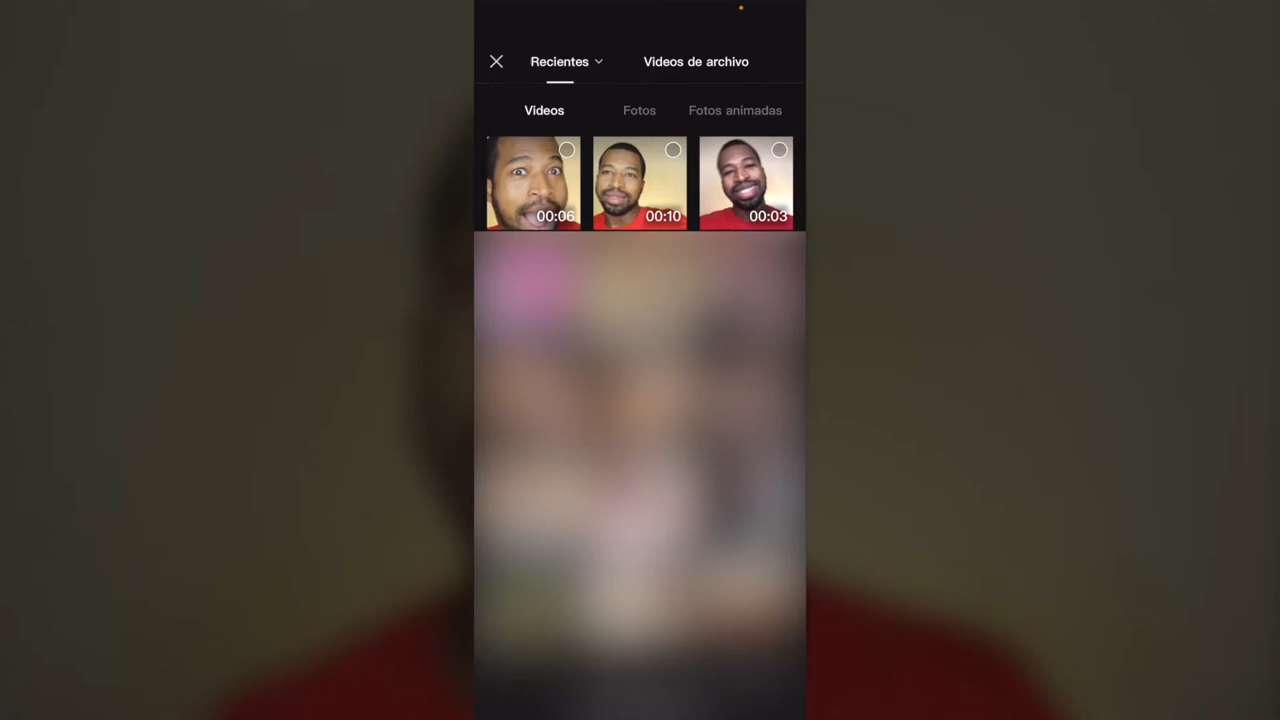 Recientes
Videos de archivo
Videos
Fotos
Fotos animadas
00:06
00:10
00:03